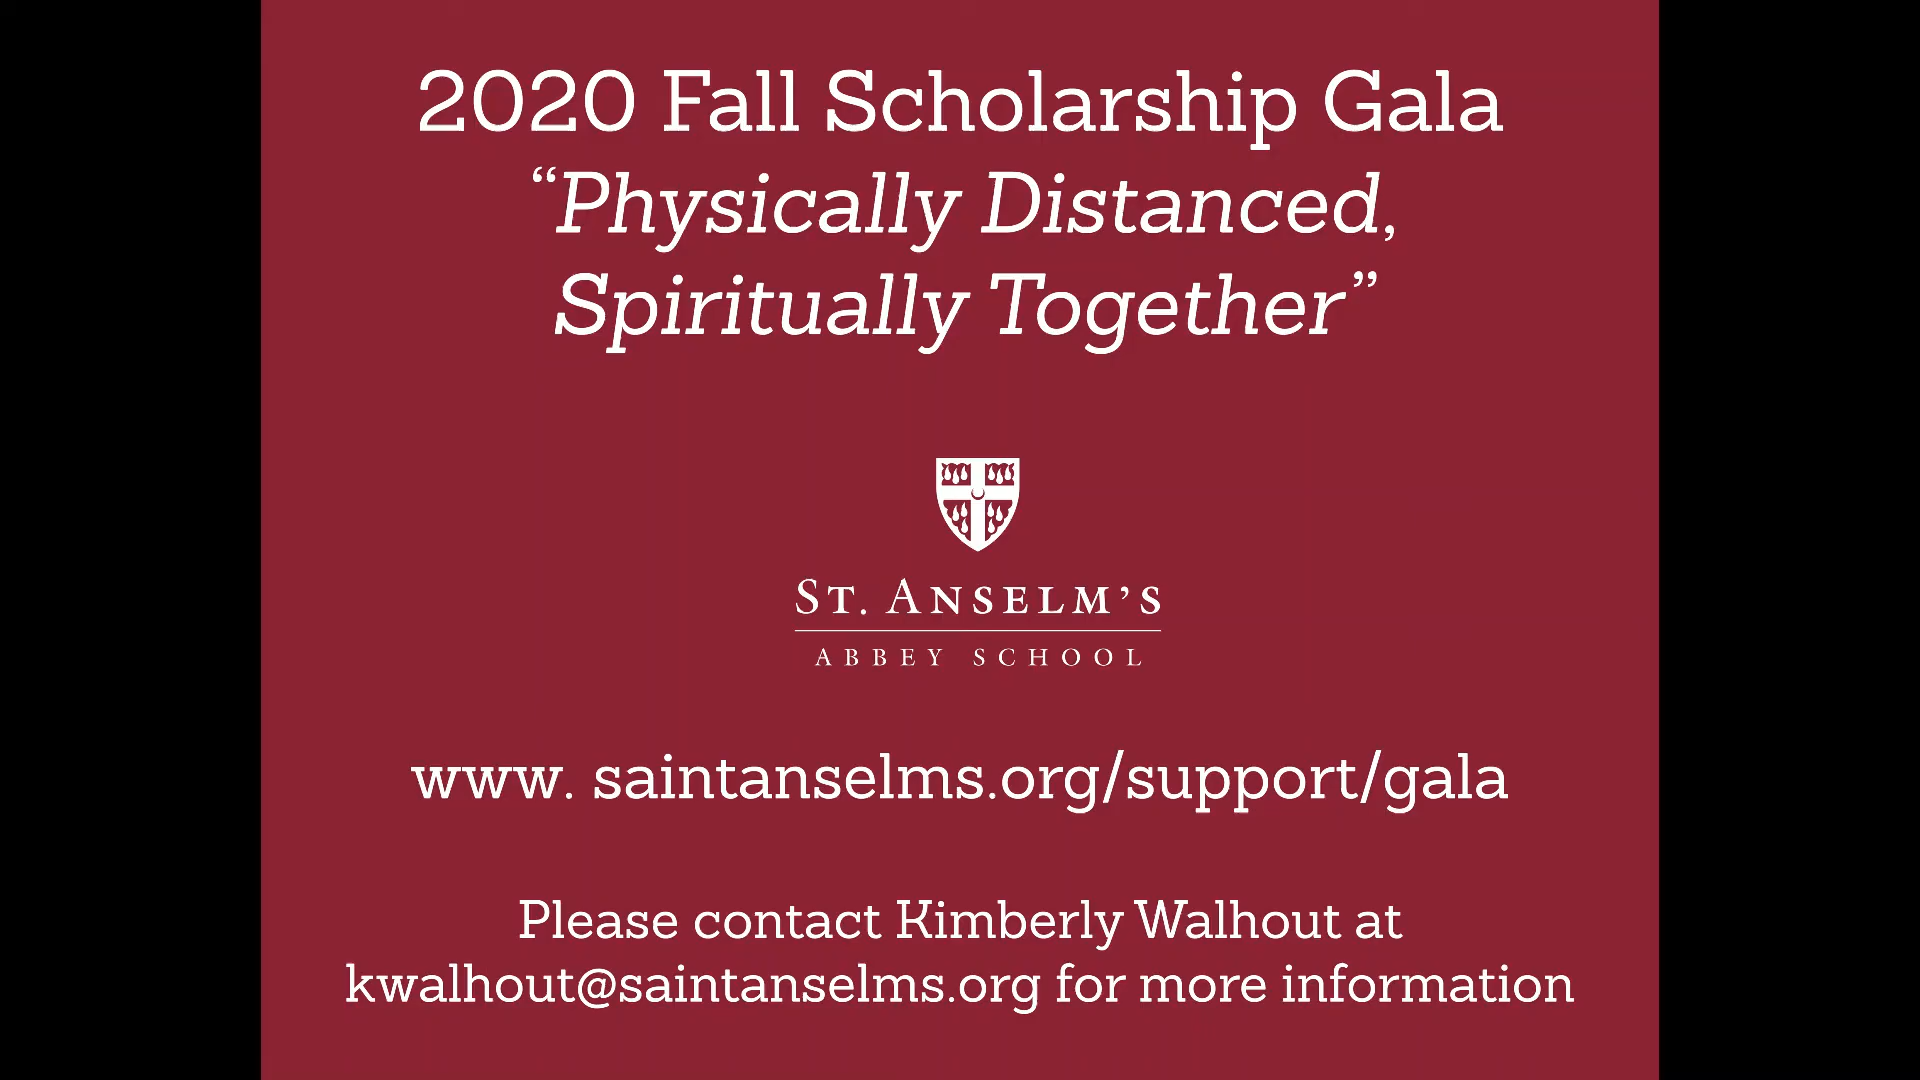 2020 Fall Scholarship Gala
“Physically Distanced,
Spiritually Together”
ST. ANSELM’S
ABBEY SCHOOL
www. saintanselms.org/support/gala
Please contact Kimberly Walhout at
kwalhout@saintanselms.org for more information